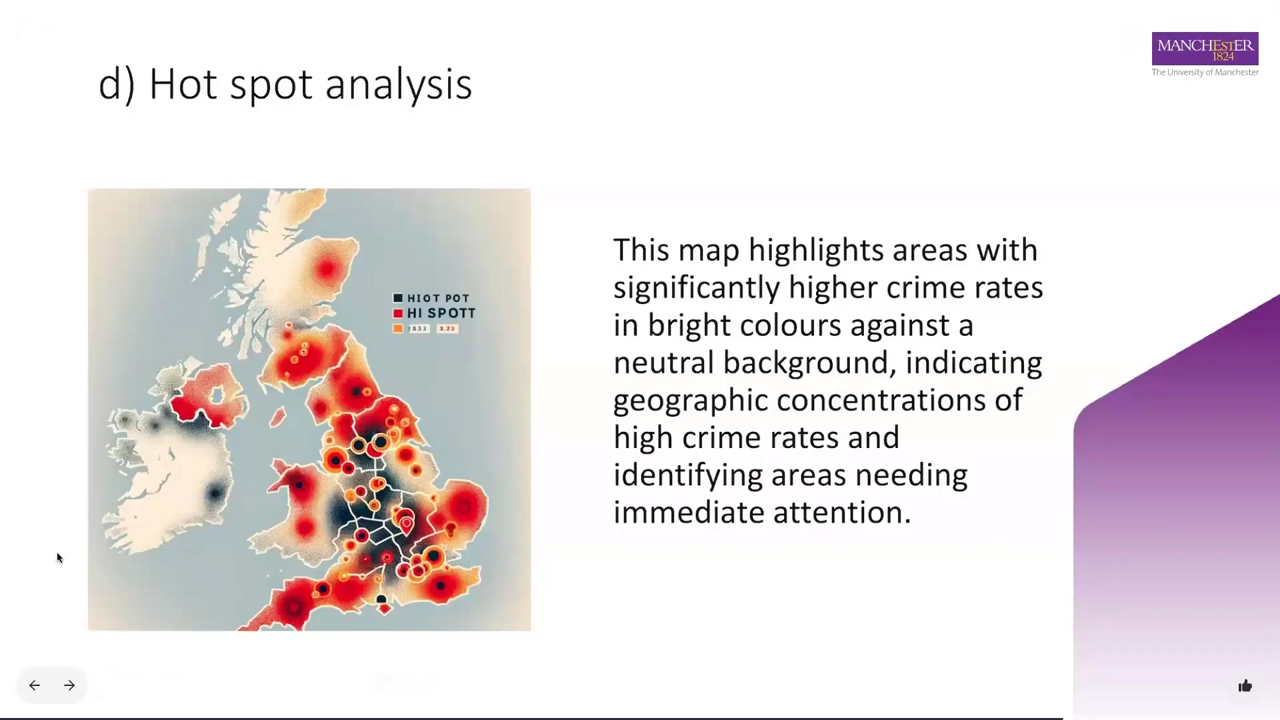 MANCHESTER
1824
The University of Manchester
d) Hot spot analysis
HIOT POT
HI SPOTT
This map highlights areas with
significantly higher crime rates
in bright colours against a
neutral background, indicating
geographic concentrations of
high crime rates and
identifying areas needing
immediate attention.